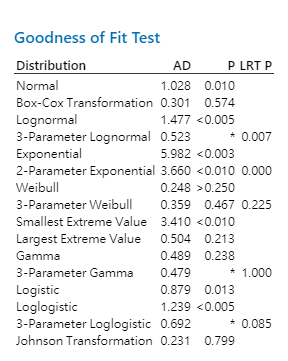 Goodness of Fit Test
Distribution AD P LRT P
Normal 1.028 0.010
Box-Cox Transformation 0.301 0.574
Lognormal 1.477 <0.005
3-Parameter Lognormal 0.523 * 0.007
Exponential 5.982 <0.003
2-Parameter Exponential 3.660 <0.010 0.000
Weibull 0.248 >0.250
3-Parameter Weibull 0.359 0.467 0.225
Smallest Extreme Value 3.410 <0.010
Largest Extreme Value 0.504 0.213
Gamma 0.489 0.238
3-Parameter Gamma 0.479 * 1.000
Logistic 0.879 0.013
Loglogistic 1.239 <0.005
3-Parameter Loglogistic 0.692 * 0.085
Johnson Transformation 0.231 0.799